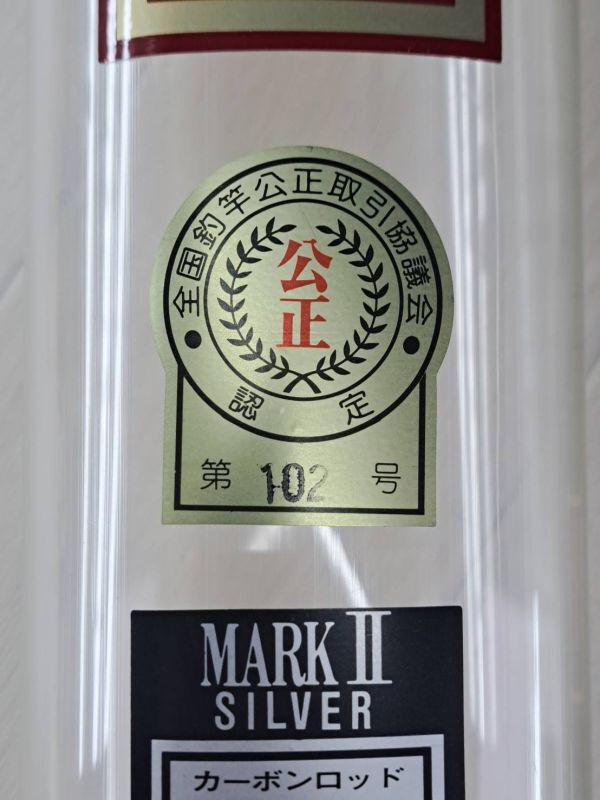 全国釣竿公正取引協議会
公正
認定
第 102 号
MARK II
SILVER
カーボンロッド